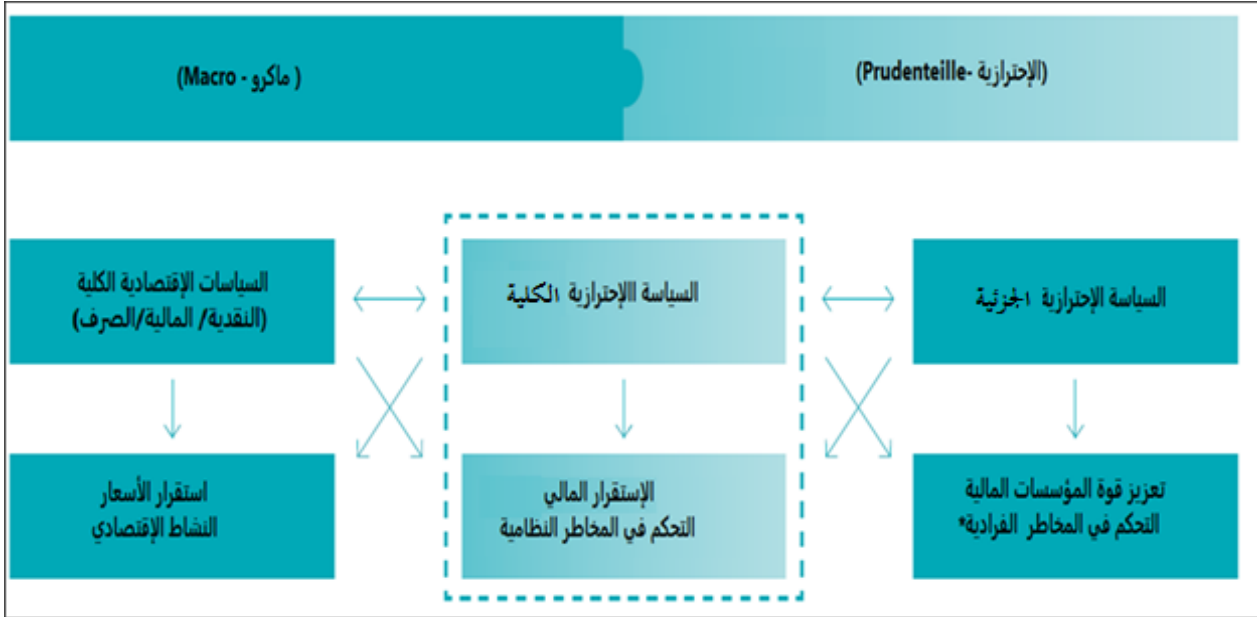 (الإحترازية -Prudenteille)
( ماكرو - Macro)
السياسة الإحترازية الجزئية
السياسة االإحترازية الكلية
السياسات الإقتصادية الكلية
(النقدية/ المالية/الصرف)
تعزيز قوة المؤسسات المالية
التحكم في المخاطر الفرادية*
الإستقرار المالي
التحكم في المخاطر النظامية
استقرار الأسعار
النشاط الإقتصادي